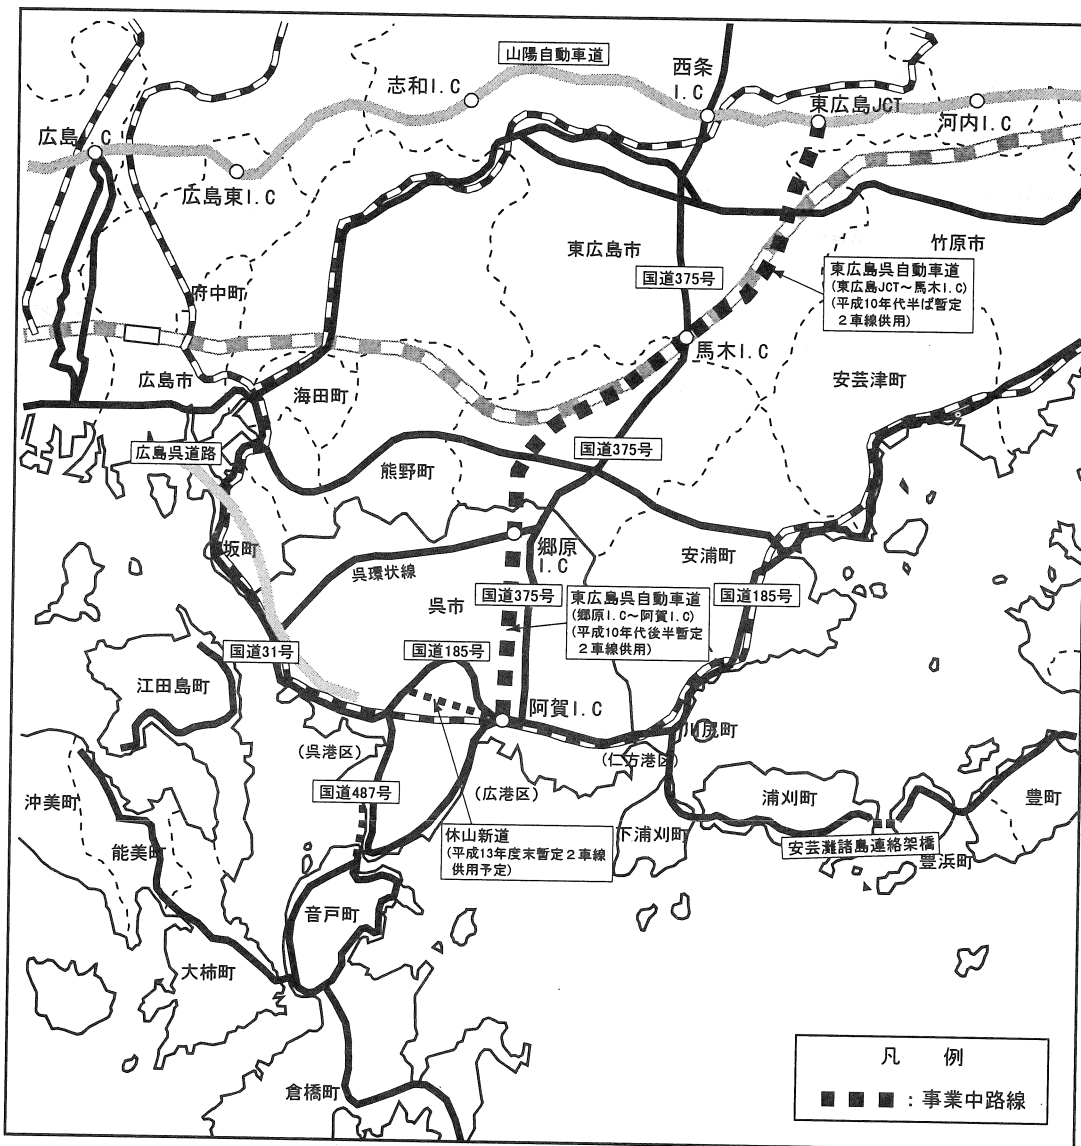 山陽自動車道
西条
I.C
志和I.C
東広島JCT
河内I.C
広島I.C
広島東I.C
東広島市
竹原市
国道375号
東広島呉自動車道
(東広島JCT～馬木I.C)
(平成10年代半ば暫定
2車線供用)
府中町
馬木I.C
広島市
海田町
安芸津町
広島呉道路
国道375号
熊野町
坂町
郷原
I.C
安浦町
呉環状線
呉市
国道375号
東広島呉自動車道
(郷原I.C～阿賀I.C)
(平成10年代後半暫定
2車線供用)
国道185号
国道31号
国道185号
江田島町
阿賀I.C
川尻町
(呉港区)
(仁方港区)
国道487号
(広港区)
沖美町
浦刈町
豊町
能美町
休山新道
(平成13年度末暫定2車線
供用予定)
下浦刈町
安芸灘諸島連絡架橋
豊浜町
音戸町
大柿町
倉橋町
凡 例
:事業中路線